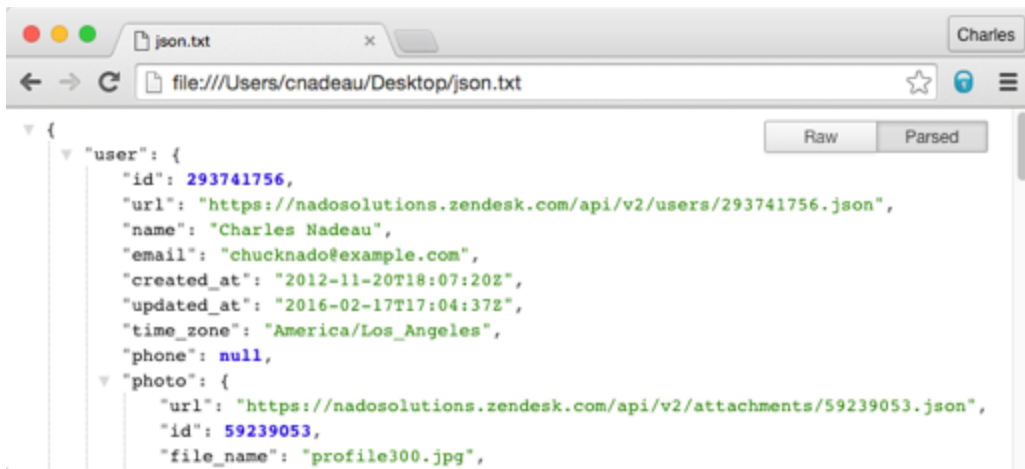 json.txt
Charles
file:///Users/cnadeau/Desktop/json.txt
Raw Parsed
{
"user": {
"id": 293741756,
"url": "https://nadosolutions.zendesk.com/api/v2/users/293741756.json",
"name": "Charles Nadeau",
"email": "chucknado@example.com",
"created_at": "2012-11-20T18:07:20Z",
"updated_at": "2016-02-17T17:04:37Z",
"time_zone": "America/Los_Angeles",
"phone": null,
"photo": {
"url": "https://nadosolutions.zendesk.com/api/v2/attachments/59239053.json",
"id": 59239053,
"file_name": "profile300.jpg",